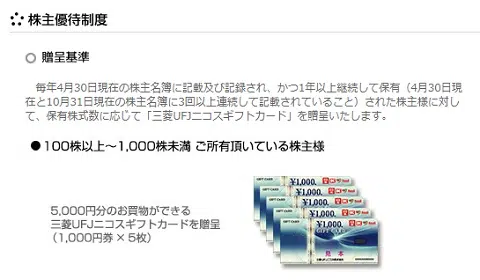 株主優待制度
贈呈基準
毎年4月30日現在の株主名簿に記載及び記録され、かつ1年以上継続して保有（4月30日現
在と10月31日現在の株主名簿に3回以上連続して記載されていること）された株主様に対し
て、保有株式数に応じて「三菱UFJニコスギフトカード」を贈呈いたします。
●100株以上～1,000株未満 ご所有頂いている株主様
5,000円分のお買物ができる
三菱UFJニコスギフトカードを贈呈
（1,000円券×5枚）
GIFT CARD ¥1,000
GIFT CARD ¥1,000
¥1,000
¥1,000
¥1,000
見本